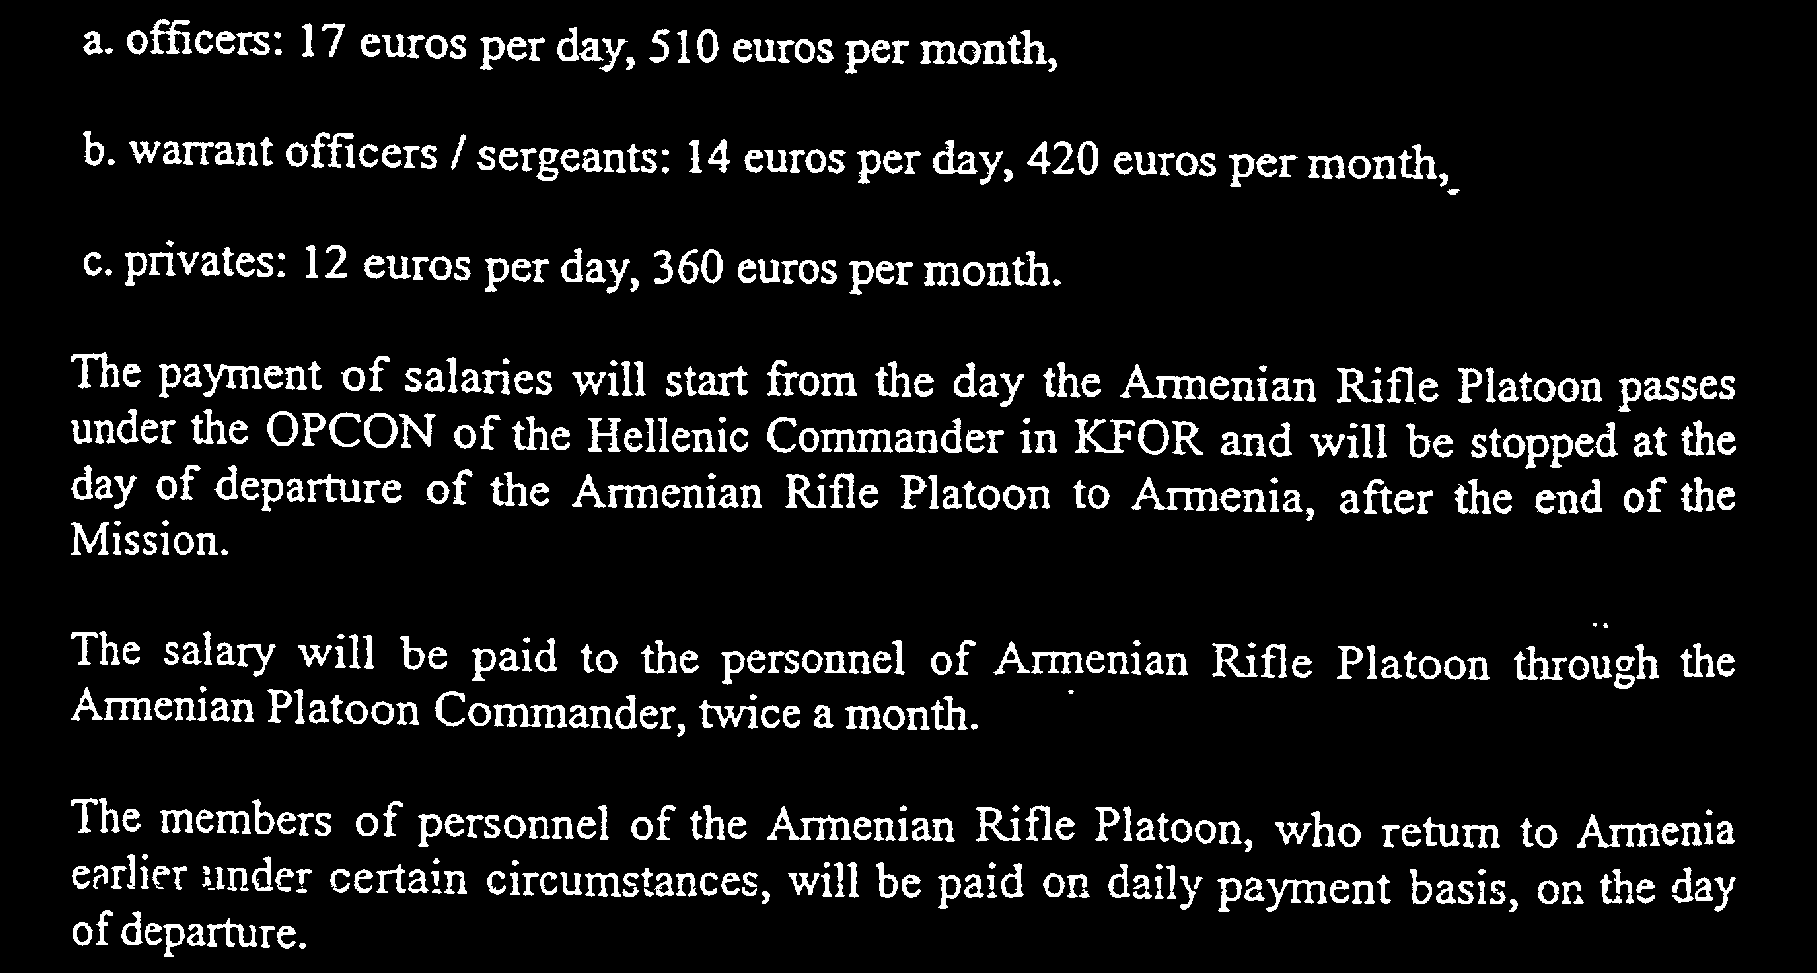 a. officers: 17 euros per day, 510 euros per month,
b. warrant officers / sergeants: 14 euros per day, 420 euros per month,
c. privates: 12 euros per day, 360 euros per month.
The payment of salaries will start from the day the Armenian Rifle Platoon passes
under the OPCON of the Hellenic Commander in KFOR and will be stopped at the
day of departure of the Armenian Rifle Platoon to Armenia, after the end of the
Mission.
The salary will be paid to the personnel of Armenian Rifle Platoon through the
Armenian Platoon Commander, twice a month.
The members of personnel of the Armenian Rifle Platoon, who return to Armenia
earlier under certain circumstances, will be paid on daily payment basis, on the day
of departure.